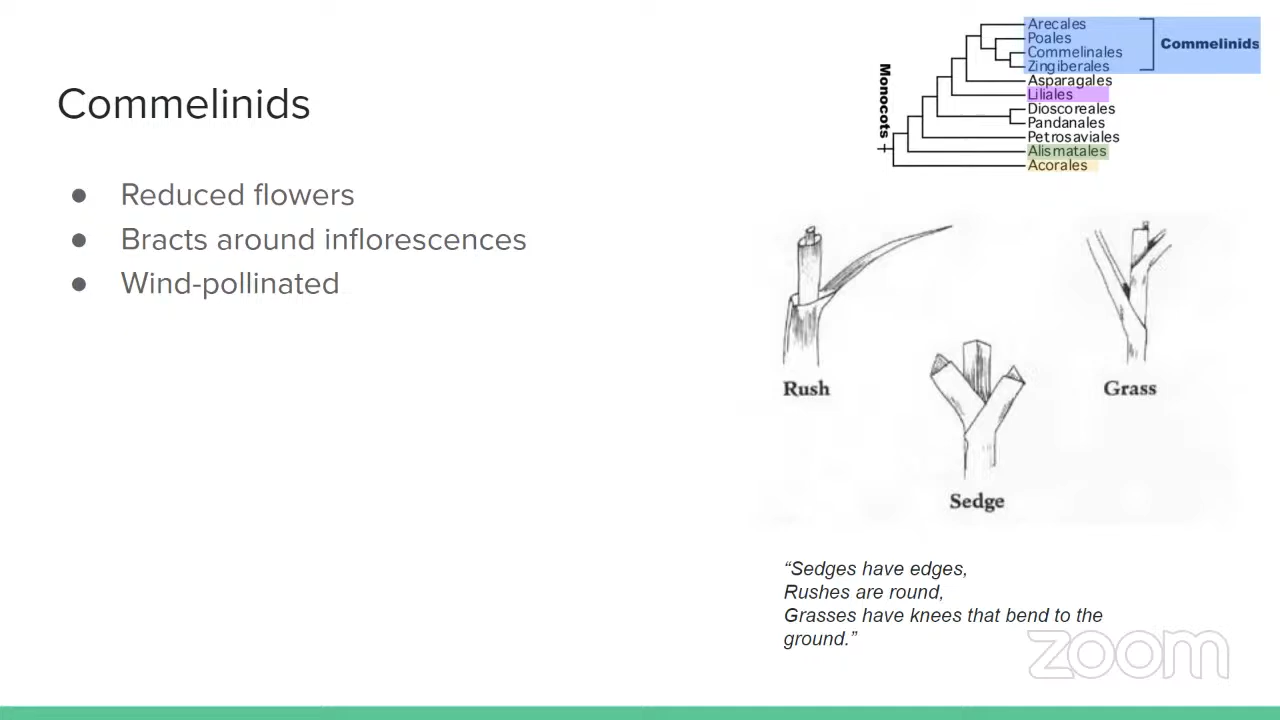 Commelinids
● Reduced flowers
● Bracts around inflorescences
● Wind-pollinated
Monocots
Arecales
Poales
Commelinales
Zingiberales
Commelinids
Asparagales
Liliales
Dioscoreales
Pandanales
Petrosaviales
Alismatales
Acorales
Rush
Grass
Sedge
“Sedges have edges,
Rushes are round,
Grasses have knees that bend to the
ground.”
zoom